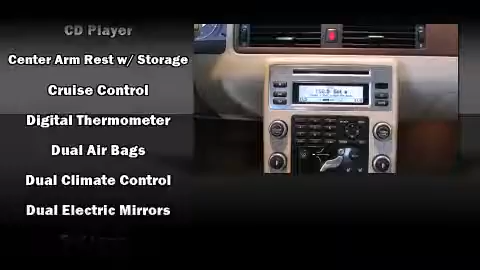 CD Player
Center Arm Rest w/ Storage
Cruise Control
Digital Thermometer
Dual Air Bags
Dual Climate Control
Dual Electric Mirrors